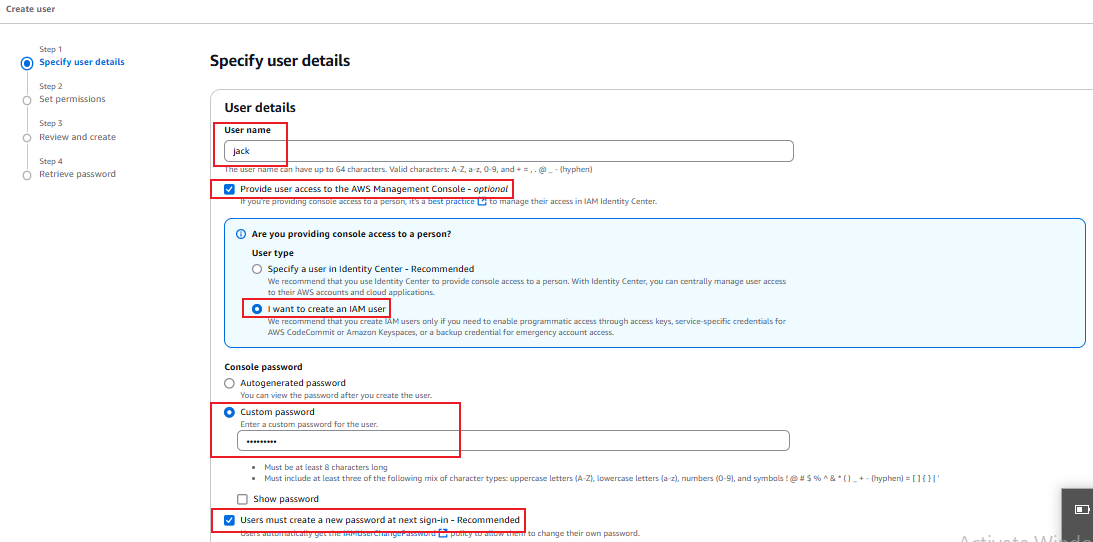 Create user
Step 1
Specify user details
Step 2
Set permissions
Step 3
Review and create
Step 4
Retrieve password
Specify user details
User details
User name
jack
The user name can have up to 64 characters. Valid characters: A-Z, a-z, 0-9, and + = , . @ _ - (hyphen)
Provide user access to the AWS Management Console - optional
If you're providing console access to a person, it's a best practice to manage their access in IAM Identity Center.
Are you providing console access to a person?
User type
Specify a user in Identity Center - Recommended
We recommend that you use Identity Center to provide console access to a person. With Identity Center, you can centrally manage user access
to their AWS accounts and cloud applications.
I want to create an IAM user
We recommend that you create IAM users only if you need to enable programmatic access through access keys, service-specific credentials for
AWS CodeCommit or Amazon Keyspaces, or a backup credential for emergency account access.
Console password
Autogenerated password
You can view the password after you create the user.
Custom password
Enter a custom password for the user.
•••••••••
Must be at least 8 characters long
Must include at least three of the following mix of character types: uppercase letters (A-Z), lowercase letters (a-z), numbers (0-9), and symbols ! @ # $ % ^ & * ( ) _ + - (hyphen) = [ ] { } | '
Show password
Users must create a new password at next sign-in - Recommended
Users automatically get the IAMUserChangePassword policy to allow them to change their own password.
Activate Windo